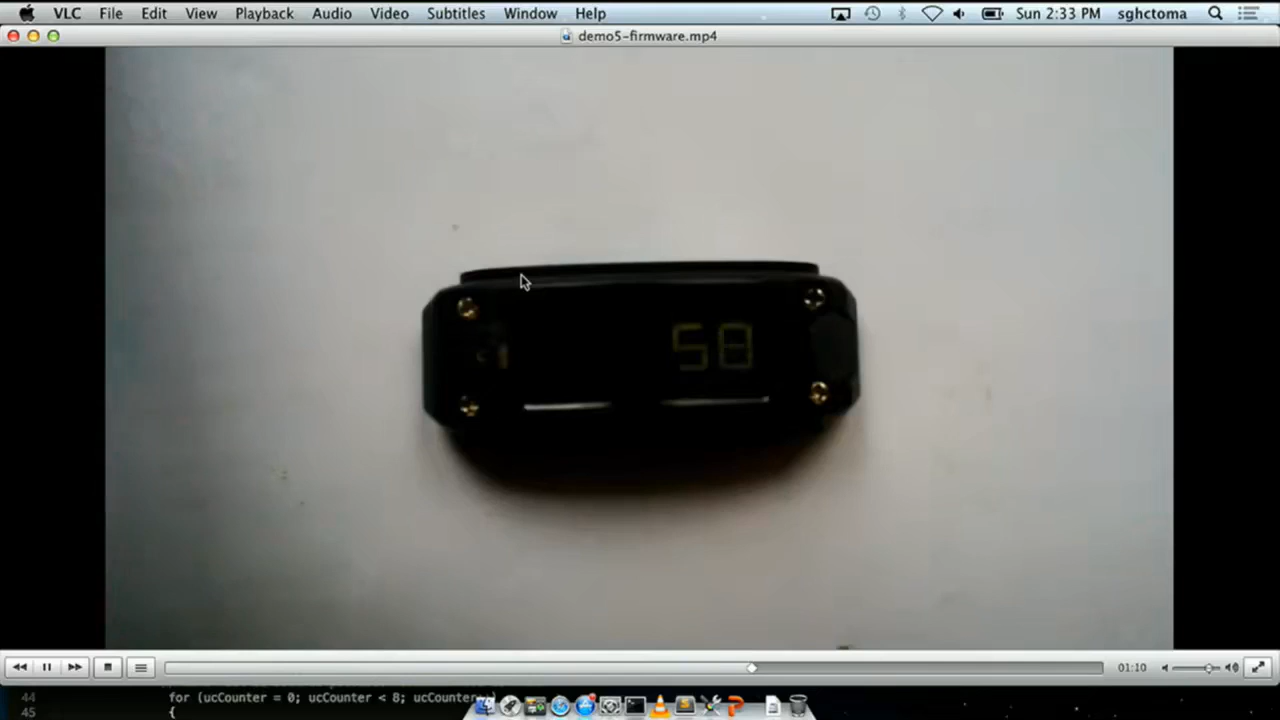 VLC File Edit View Playback Audio Video Subtitles Window Help Sun 2:33 PM sghctoma
demo5-firmware.mp4
58
01:10
44 for (ucCounter = 0; ucCounter < 8; ucCounter++)
45 {